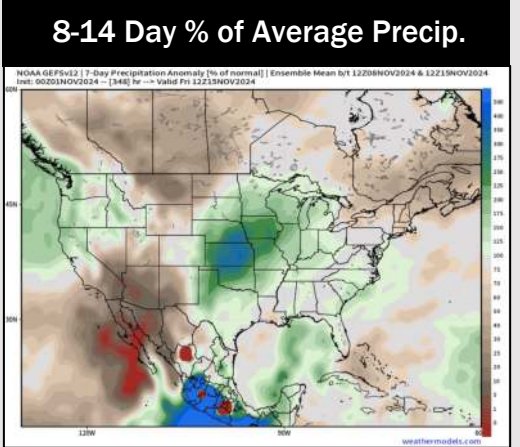 8-14 Day % of Average Precip.
NOAA GEFSv12 | 7-Day Precipitation Anomaly [% of normal] | Ensemble Mean b/t 12Z08NOV2024 & 12Z15NOV2024
Init: 00Z01NOV2024 -- [348] hr --> Valid Fri 12Z15NOV2024
60N
45N
30N
120W
90W
weathermodels.com